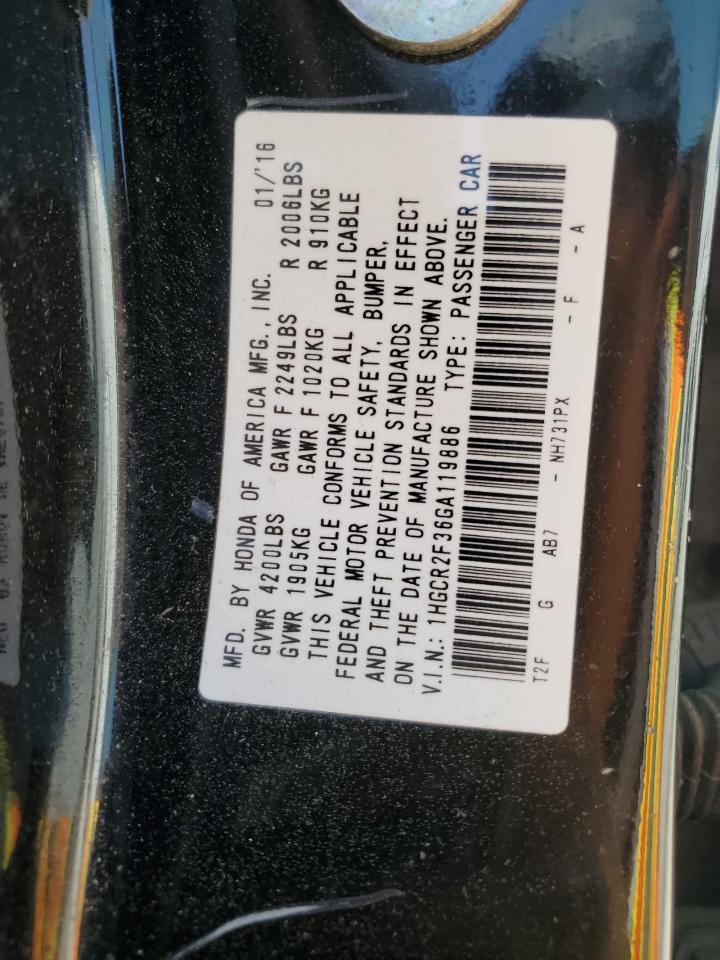 MFD. BY HONDA OF AMERICA MFG., INC. 01/'16
GVWR 4200LBS GAWR F 2249LBS R 2006LBS
GVWR 1905KG GAWR F 1020KG R 910KG
THIS VEHICLE CONFORMS TO ALL APPLICABLE
FEDERAL MOTOR VEHICLE SAFETY, BUMPER,
AND THEFT PREVENTION STANDARDS IN EFFECT
ON THE DATE OF MANUFACTURE SHOWN ABOVE.
V.I.N.: 1HGCR2F36GA119886 TYPE: PASSENGER CAR
T2F G AB7 - NH731PX - F - A